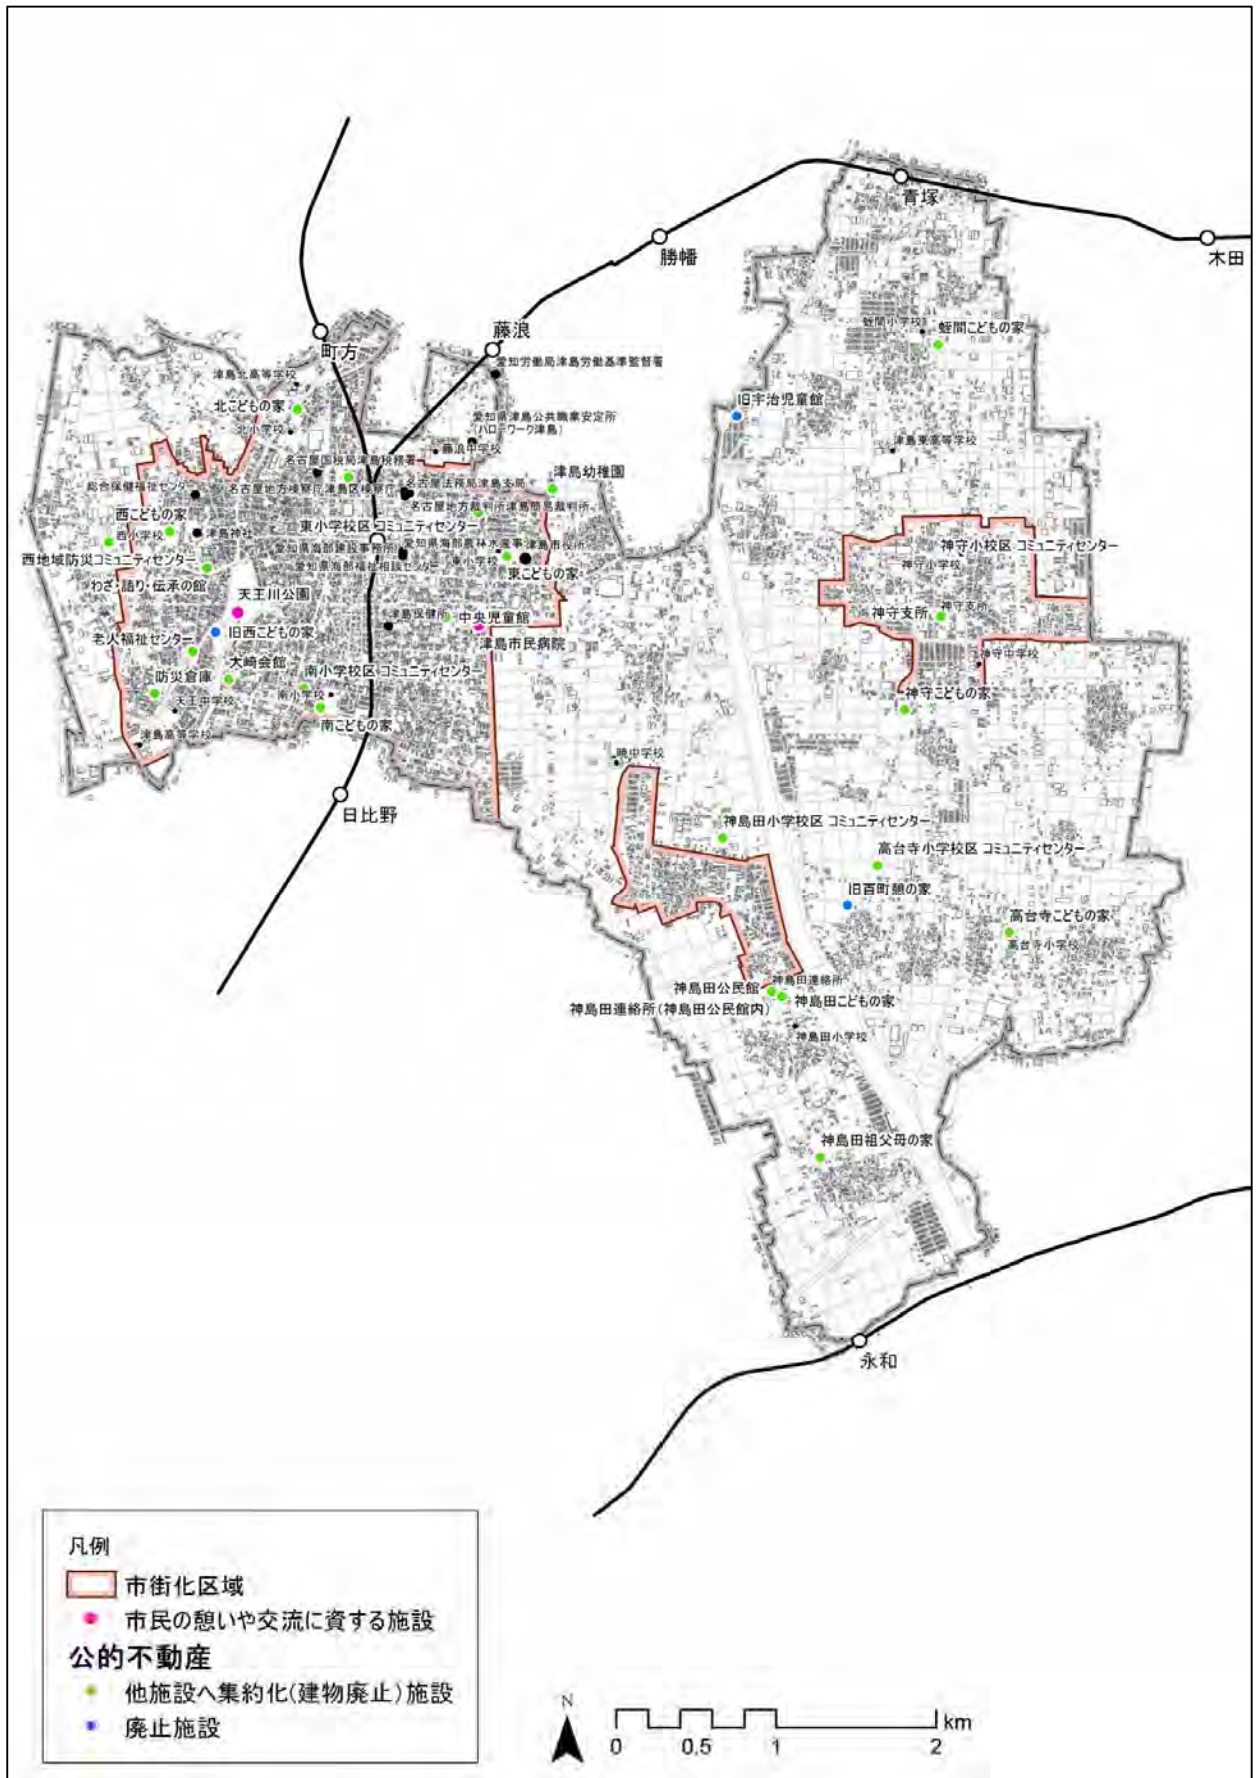 青塚
木田
勝幡
藤浪
町方
愛知労働局津島労働基準監督署
蛭間小学校
蛭間こどもの家
津島北高等学校
北こどもの家
北小学校
旧宇治児童館
愛知県津島公共職業安定所
(ハローワーク津島)
藤浪中学校
津島東高等学校
名古屋国税局津島税務署
津島幼稚園
総合保健福祉センター
名古屋地方検察庁津島区検察庁
名古屋法務局津島支局
名古屋地方裁判所津島簡易裁判所
西こどもの家
西小学校
津島神社
東小学校区 コミュニティセンター
神守小校区 コミュニティセンター
西地域防災コミュニティセンター
愛知県海部建設事務所
愛知県海部農林水産事
津島市役所
東小学校
愛知県海部福祉相談センター
東こどもの家
神守小学校
わざ・語り・伝承の館
天王川公園
神守支所
神守支所
津島保健所
中央児童館
旧西こどもの家
老人福祉センター
津島市民病院
大崎会館
南小学校区 コミュニティセンター
神守中学校
防災倉庫
南小学校
神守こどもの家
天王中学校
南こどもの家
津島高等学校
暁中学校
日比野
神島田小学校区 コミュニティセンター
高台寺小学校区 コミュニティセンター
旧百町憩の家
高台寺こどもの家
高台寺小学校
神島田連絡所
神島田公民館
神島田こどもの家
神島田連絡所(神島田公民館内)
神島田小学校
神島田祖父母の家
永和
凡例
市街化区域
市民の憩いや交流に資する施設
公的不動産
他施設へ集約化(建物廃止)施設
廃止施設
N
km
0 0.5 1 2